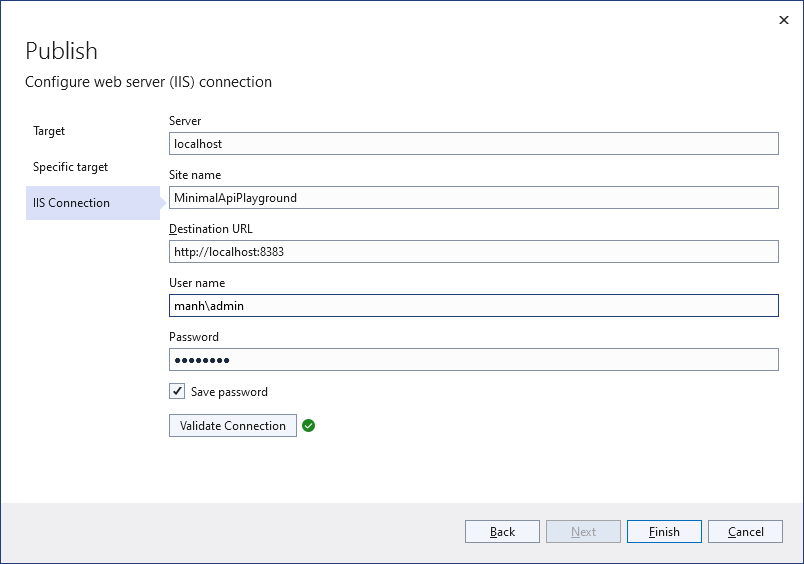 Publish
Configure web server (IIS) connection
Target
Specific target
IIS Connection
Server
localhost
Site name
MinimalApiPlayground
Destination URL
http://localhost:8383
User name
manh\admin
Password
●●●●●●●●
Save password
Validate Connection
Back
Next
Finish
Cancel